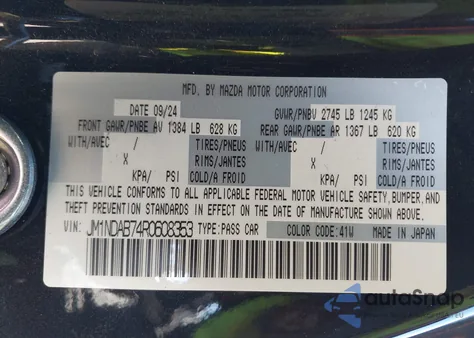 MFD. BY MAZDA MOTOR CORPORATION
DATE 09/24 GVWR/PNBV 2745 LB 1245 KG
FRONT GAWR/PNBE AV 1384 LB 628 KG REAR GAWR/PNBE AR 1367 LB 620 KG
WITH/AVEC / TIRES/PNEUS WITH/AVEC / TIRES/PNEUS
X RIMS/JANTES X RIMS/JANTES
KPA/ PSI COLD/A FROID KPA/ PSI COLD/A FROID
THIS VEHICLE CONFORMS TO ALL APPLICABLE FEDERAL MOTOR VEHICLE SAFETY, BUMPER, AND
THEFT PREVENTION STANDARDS IN EFFECT ON THE DATE OF MANUFACTURE SHOWN ABOVE.
VIN: JM1NDAB74R0608353 TYPE: PASS CAR COLOR CODE: 41W MADE IN JAPAN
autoSnap